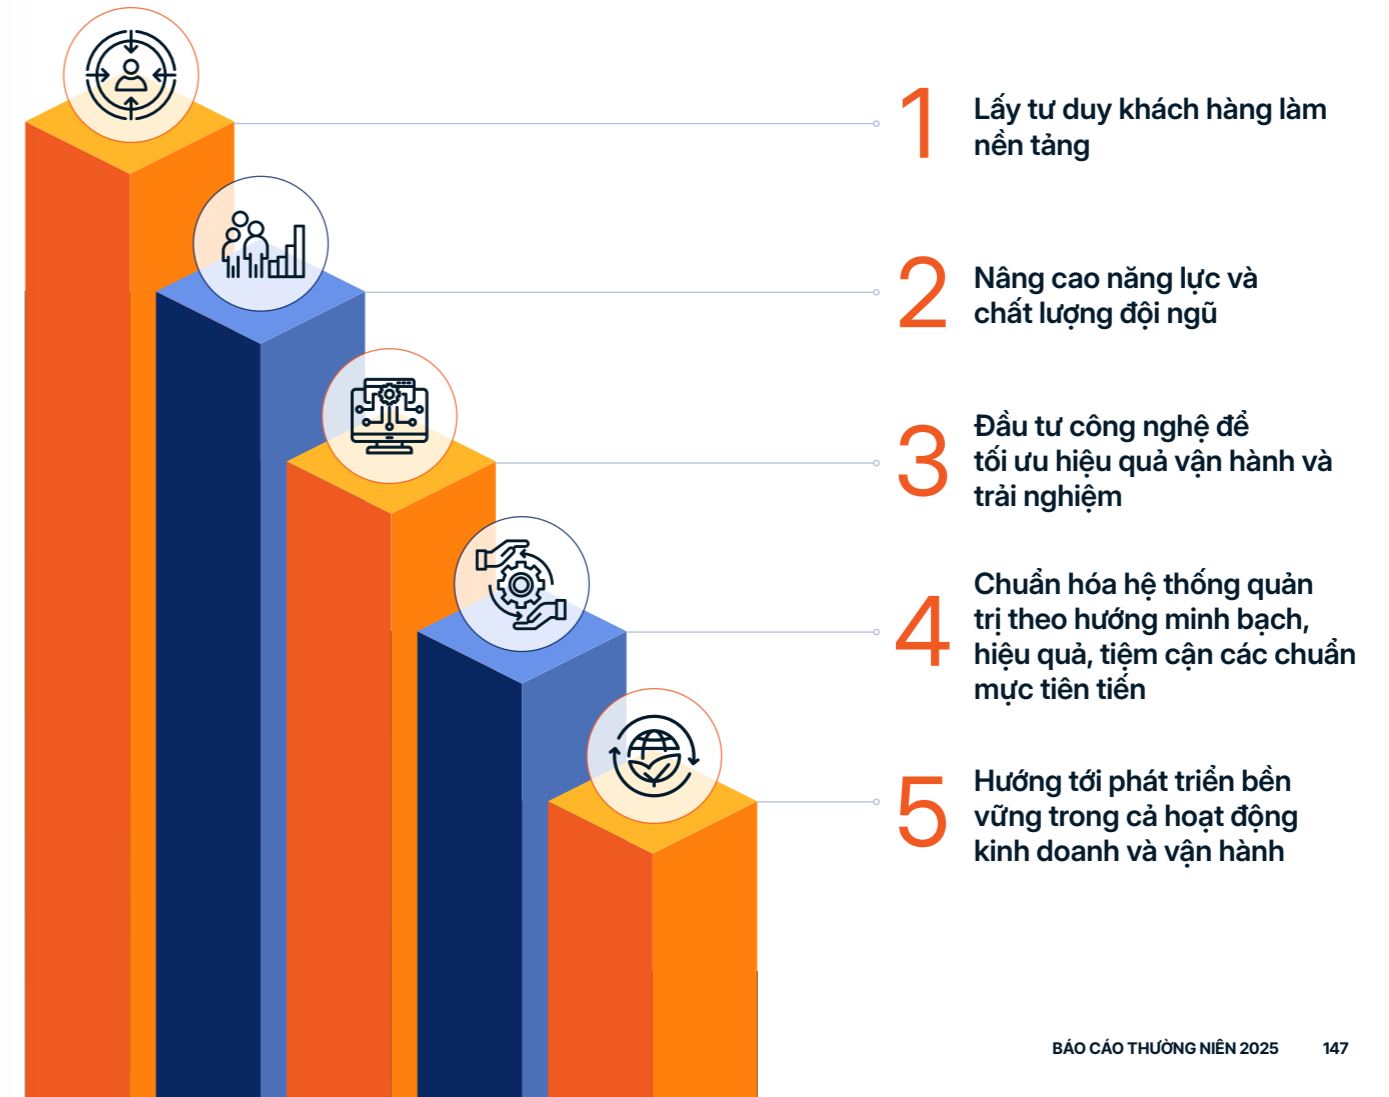 1
Lấy tư duy khách hàng làm
nền tảng
2
Nâng cao năng lực và
chất lượng đội ngũ
3
Đầu tư công nghệ để
tối ưu hiệu quả vận hành và
trải nghiệm
4
Chuẩn hóa hệ thống quản
trị theo hướng minh bạch,
hiệu quả, tiệm cận các chuẩn
mực tiên tiến
5
Hướng tới phát triển bền
vững trong cả hoạt động
kinh doanh và vận hành
BÁO CÁO THƯỜNG NIÊN 2025 147